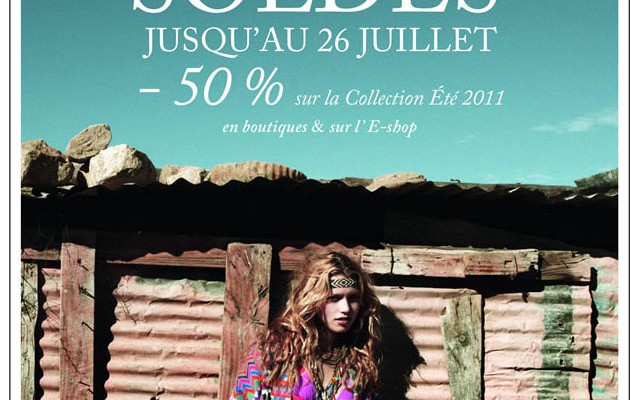 SOLDES
JUSQU'AU 26 JUILLET
– 50 % sur la Collection Été 2011
en boutiques & sur l' E-shop